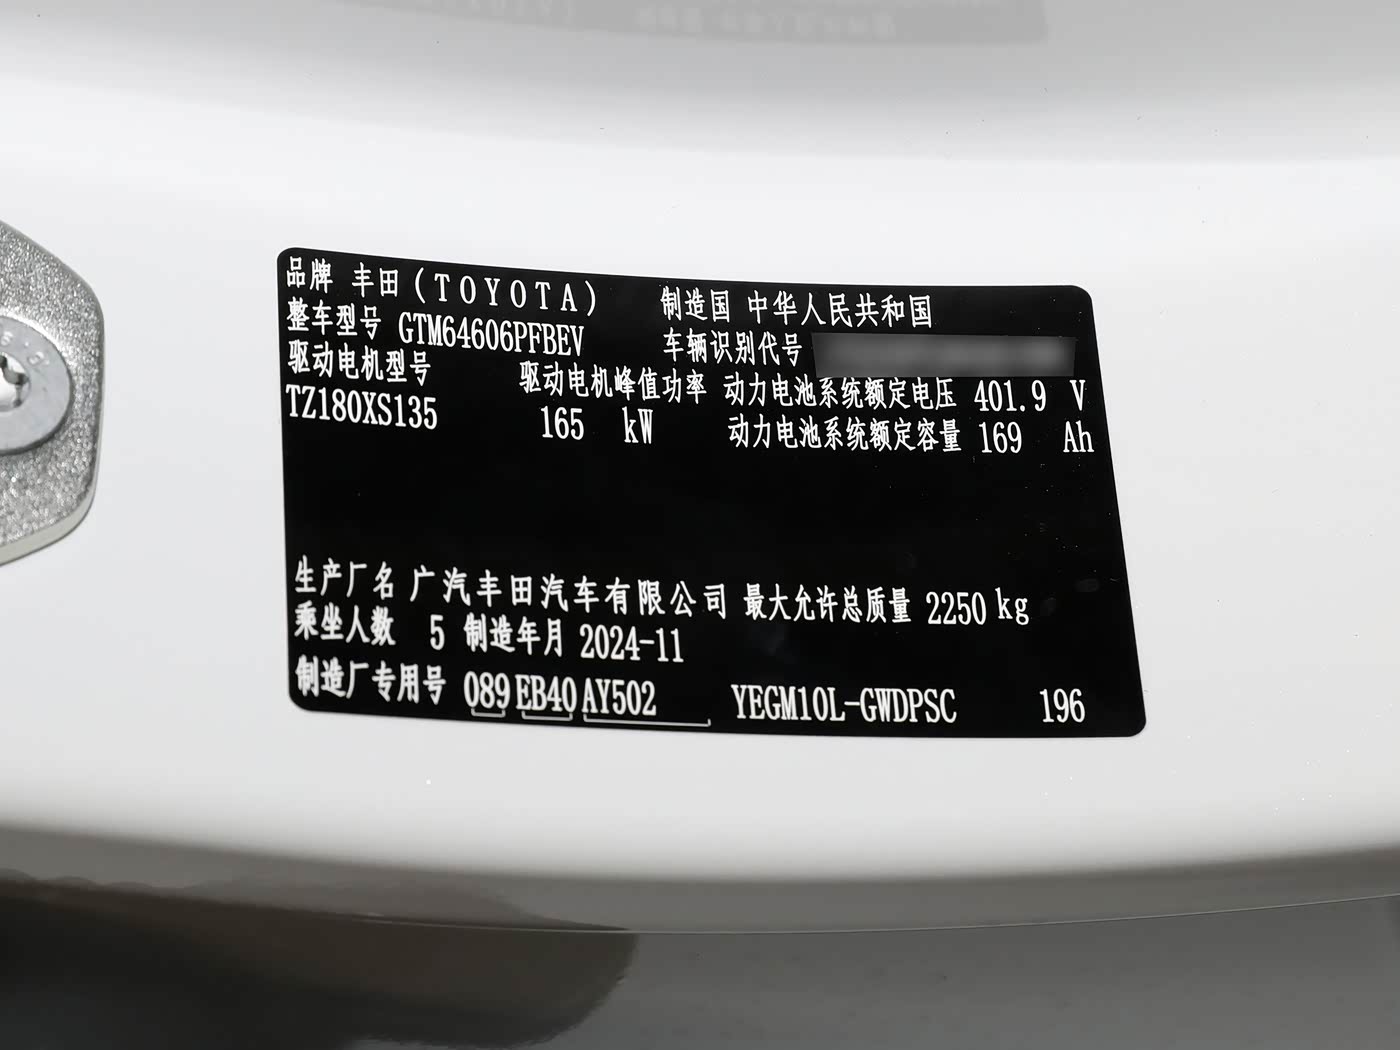 品牌 丰田(TOYOTA) 制造国 中华人民共和国
整车型号 GTM64606PFBEV 车辆识别代号
驱动电机型号 驱动电机峰值功率 动力电池系统额定电压 401.9 V
TZ180XS135 165 kW 动力电池系统额定容量 169 Ah
生产厂名 广汽丰田汽车有限公司 最大允许总质量 2250 kg
乘坐人数 5 制造年月 2024-11
制造厂专用号 089 EB40 AY502 YEGM10L-GWDPSC 196